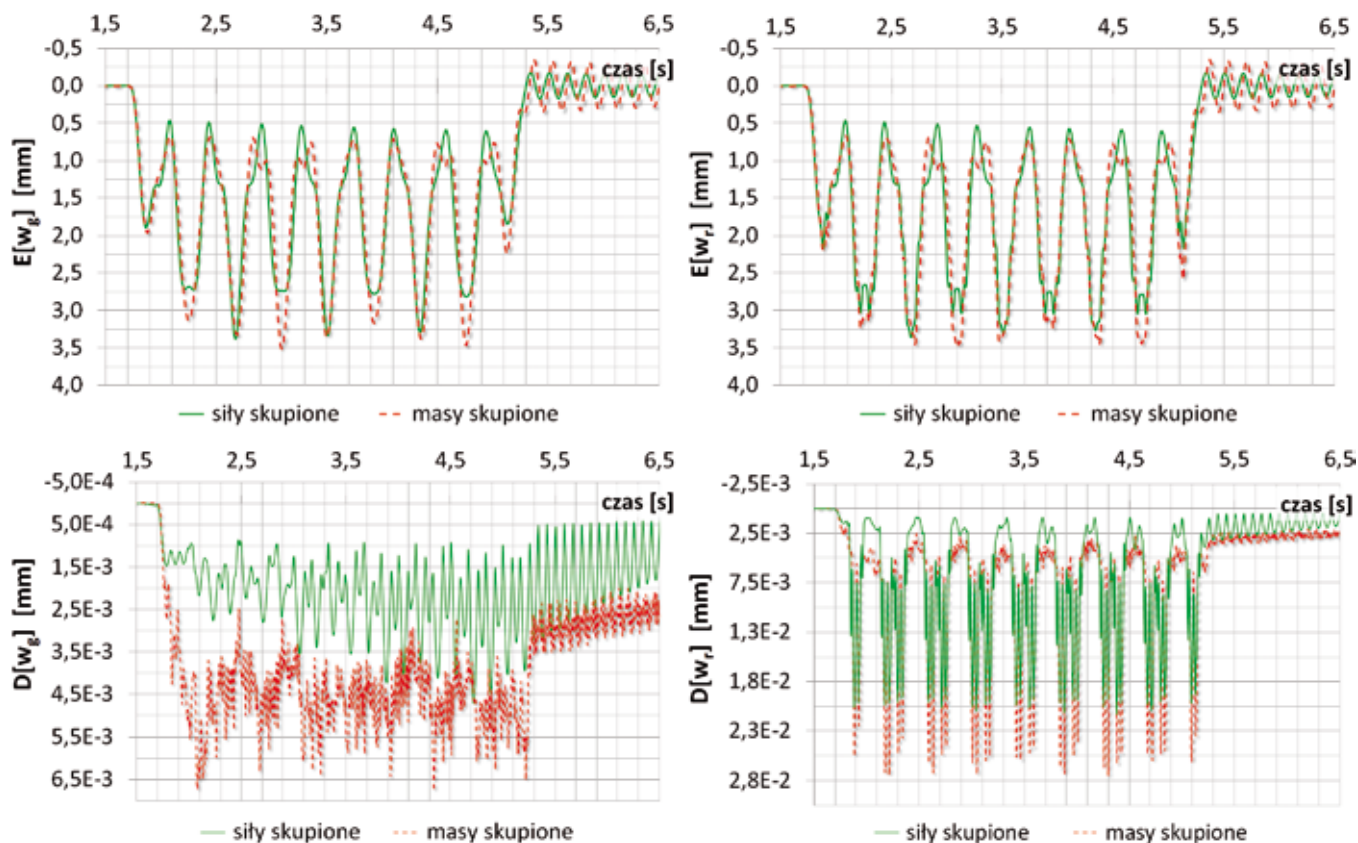 1,5 2,5 3,5 4,5 5,5 6,5
-0,5
0,0
0,5
1,0
1,5
2,0
2,5
3,0
3,5
4,0
czas [s]
E[wg] [mm]
siły skupione masy skupione
1,5 2,5 3,5 4,5 5,5 6,5
-0,5
0,0
0,5
1,0
1,5
2,0
2,5
3,0
3,5
4,0
czas [s]
E[wr] [mm]
siły skupione masy skupione
1,5 2,5 3,5 4,5 5,5 6,5
-5,0E-4
5,0E-4
1,5E-3
2,5E-3
3,5E-3
4,5E-3
5,5E-3
6,5E-3
czas [s]
D[wg] [mm]
siły skupione masy skupione
1,5 2,5 3,5 4,5 5,5 6,5
-2,5E-3
2,5E-3
7,5E-3
1,3E-2
1,8E-2
2,3E-2
2,8E-2
czas [s]
D[wr] [mm]
siły skupione masy skupione